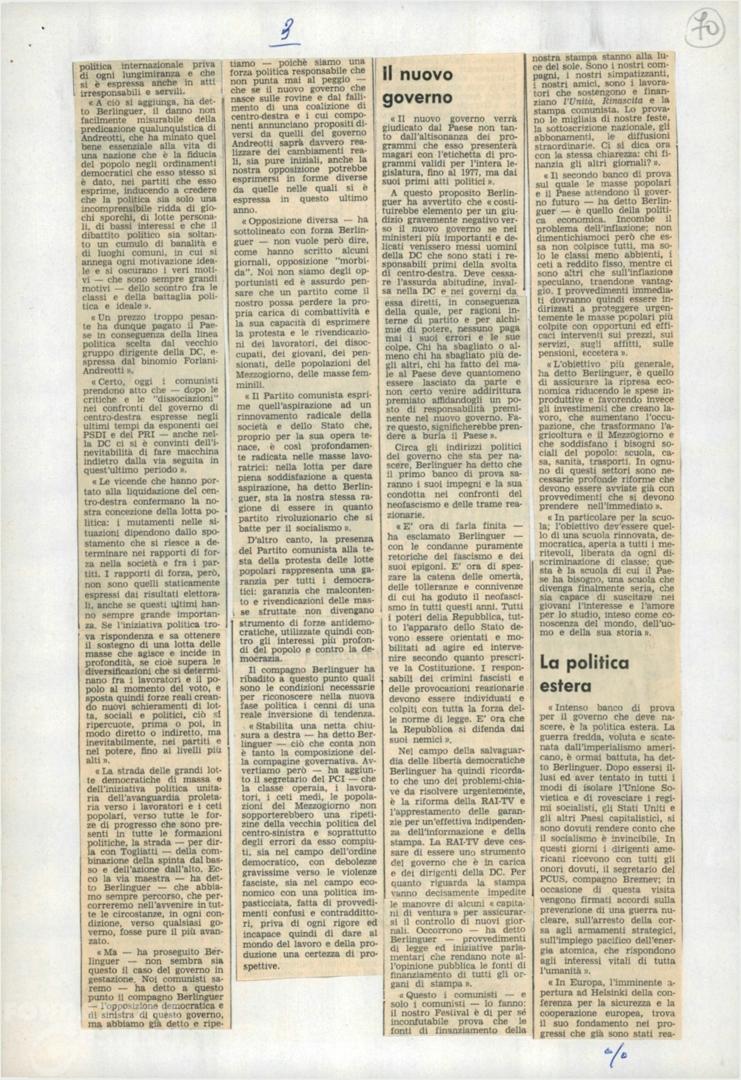 3
70
politica internazionale priva
di ogni lungimiranza e che
si è espressa anche in atti
irresponsabili e servili.
« A ciò si aggiunga, ha det-
to Berlinguer, il danno non
facilmente misurabile della
predicazione qualunquistica di
Andreotti, che ha minato quel
bene essenziale alla vita di
una nazione che è la fiducia
del popolo negli ordinamenti
democratici che esso stesso si
è dato, nei partiti che esso
esprime, inducendo a credere
che la politica sia solo una
incomprensibile ridda di gio-
chi sporchi, di lotte persona-
li, di bassi interessi e che il
dibattito politico sia soltan-
to un cumulo di banalità e
di luoghi comuni, in cui si
annega ogni motivazione idea-
le e si oscurano i veri moti-
vi — che sono sempre grandi
motivi — dello scontro fra le
classi e della battaglia poli-
tica e ideale ».
« Un prezzo troppo pesan-
te ha dunque pagato il Pae-
se in conseguenza della linea
politica scelta dal vecchio
gruppo dirigente della DC, e-
spressa dal binomio Forlani-
Andreotti ».
« Certo, oggi i comunisti
prendono atto che — dopo le
critiche e le "dissociazioni"
nei confronti del governo di
centro-destra espresse negli
ultimi tempi da esponenti del
PSDI e del PRI — anche nel-
la DC ci si è convinti dell'i-
nevitabilità di fare macchina
indietro dalla via seguita in
quest'ultimo periodo ».
« Le vicende che hanno por-
tato alla liquidazione del cen-
tro-destra confermano la no-
stra concezione della lotta po-
litica: i mutamenti nelle si-
tuazioni dipendono dallo spo-
stamento che si riesce a de-
terminare nei rapporti di for-
za nella società e fra i par-
titi. I rapporti di forza, però,
non sono quelli staticamente
espressi dai risultati elettora-
li, anche se questi ultimi han-
no sempre grande importan-
za. Se l'iniziativa politica tro-
va rispondenza e sa ottenere
il sostegno di una lotta delle
masse che agisce e incide in
profondità, se cioè supera le
diversificazioni che si determi-
nano fra i lavoratori e il po-
polo al momento del voto, e
sposta quindi forze reali crean-
do nuovi schieramenti di lot-
ta, sociali e politici, ciò si
ripercuote, prima o poi, in
modo diretto o indiretto, ma
inevitabilmente, nei partiti e
nel potere, fino ai livelli più
alti ».
« La strada delle grandi lot-
te democratiche di massa e
dell'iniziativa politica unita-
ria dell'avanguardia proleta-
ria verso i lavoratori e i ceti
popolari, verso tutte le for-
ze di progresso che sono pre-
senti in tutte le formazioni
politiche, la strada — per dir-
la con Togliatti — della com-
binazione della spinta dal bas-
so e dell'azione dall'alto. Ec-
co la via maestra — ha det-
to Berlinguer — che abbia-
mo sempre percorso, che per-
correremo nell'avvenire in tut-
te le circostanze, in ogni con-
dizione, verso qualsiasi go-
verno, fosse pure il più avan-
zato.
« Ma — ha proseguito Ber-
linguer — non sembra sia
questo il caso del governo in
gestazione. Noi comunisti sa-
remo — ha detto a questo
punto il compagno Berlinguer
— l'opposizione democratica e
di sinistra di questo governo,
ma abbiamo già detto e ripe-
tiamo — poichè siamo una
forza politica responsabile che
non punta mai al peggio —
che se il nuovo governo che
nasce sulle rovine e dal falli-
mento di una coalizione di
centro-destra e i cui compo-
nenti annunciano propositi di-
versi da quelli del governo
Andreotti saprà davvero realiz-
zare dei cambiamenti rea-
li, sia pure iniziali, anche la
nostra opposizione potrebbe
esprimersi in forme diverse
da quelle nelle quali si è
espressa in questo ultimo
anno.
« Opposizione diversa — ha
sottolineato con forza Berlin-
guer — non vuole però dire,
come hanno scritto alcuni
giornali, opposizione "morbi-
da". Noi non siamo degli op-
portunisti ed è assurdo pen-
sare che un partito come il
nostro possa perdere la pro-
pria carica di combattività e
la sua capacità di esprimere
la protesta e le rivendicazio-
ni dei lavoratori, dei disoc-
cupati, dei giovani, dei pen-
sionati, delle popolazioni del
Mezzogiorno, delle masse fem-
minili.
« Il Partito comunista espri-
me quell'aspirazione ad un
rinnovamento radicale della
società e dello Stato che,
proprio per la sua opera te-
nace, è così profondamen-
te radicata nelle masse lavo-
ratrici: nella lotta per dare
piena soddisfazione a questa
aspirazione, ha detto Berlin-
guer, sta la nostra stessa ra-
gione di essere in quanto
partito rivoluzionario che si
batte per il socialismo ».
D'altro canto, la presenza
del Partito comunista alla te-
sta della protesta delle lotte
popolari rappresenta una ga-
ranzia per tutti i democra-
tici: garanzia che malconten-
to e rivendicazioni delle mas-
se sfruttate non divengano
strumento di forze antidemo-
cratiche, utilizzate quindi con-
tro gli interessi più profon-
di del popolo e contro la de-
mocrazia.
Il compagno Berlinguer ha
ribadito a questo punto quali
sono le condizioni necessarie
per riconoscere nella nuova
fase politica i cenni di una
reale inversione di tendenza.
« Stabilita una netta chiu-
sura a destra — ha detto Ber-
linguer — ciò che conta non
è tanto la composizione del-
la compagine governativa. Av-
vertiamo però — ha aggiun-
to il segretario del PCI — che
la classe operaia, i lavora-
tori, i ceti medi, le popola-
zioni del Mezzogiorno non
sopporterebbero una ripeti-
zione della vecchia politica del
centro-sinistra e soprattutto
degli errori da esso compiu-
ti, sia nel campo dell'ordine
democratico, con debolezze
gravissime verso le violenze
fasciste, sia nel campo econo-
mico con una politica im-
pasticciata, fatta di provvedi-
menti confusi e contradditto-
ri, priva di ogni rigore ed
incapace quindi di dare al
mondo del lavoro e della pro-
duzione una certezza di pro-
spettive.
Il nuovo
governo
« Il nuovo governo verrà
giudicato dal Paese non tan-
to dall'altisonanza dei pro-
grammi che esso presenterà
magari con l'etichetta di pro-
grammi validi per l'intera le-
gislatura, fino al 1977, ma dai
suoi primi atti politici ».
A questo proposito Berlin-
guer ha avvertito che « costi-
tuirebbe elemento per un giu-
dizio gravemente negativo ver-
so il nuovo governo se nei
ministeri più importanti e de-
licati venissero messi uomini
della DC che sono stati i re-
sponsabili primi della svolta
di centro-destra. Deve cessa-
re l'assurda abitudine, inval-
sa nella DC e nei governi da
essa diretti, in conseguenza
della quale, per ragioni inter-
ne di partito e per alchi-
mie di potere, nessuno paga
mai i suoi errori e le sue
colpe. Chi ha sbagliato o al-
meno chi ha sbagliato più de-
gli altri, chi ha fatto del ma-
le al Paese deve quantomeno
essere lasciato da parte e
non certo venire addirittura
premiato affidandogli un po-
sto di responsabilità premi-
nente nel nuovo governo. Fa-
re questo, significherebbe pren-
dere a burla il Paese ».
Circa gli indirizzi politici
del governo che sta per na-
scere, Berlinguer ha detto che
il primo banco di prova sa-
ranno i suoi impegni e la sua
condotta nei confronti del
neofascismo e delle trame rea-
zionarie.
« E' ora di farla finita —
ha esclamato Berlinguer —
con le condanne puramente
retoriche del fascismo e dei
suoi epigoni. E' ora di spez-
zare la catena delle omertà,
delle tolleranze e connivenze
di cui ha goduto il neofasci-
smo in tutti questi anni. Tutti
i poteri della Repubblica, tut-
to l'apparato dello Stato de-
vono essere orientati e mo-
bilitati ad agire ed interve-
nire secondo quanto prescri-
ve la Costituzione. I respon-
sabili dei crimini fascisti e
delle provocazioni reazionarie
devono essere individuati e
colpiti con tutta la forza del-
le norme di legge. E' ora che
la Repubblica si difenda dai
suoi nemici ».
Nel campo della salvaguar-
dia delle libertà democratiche
Berlinguer ha quindi ricorda-
to che uno dei problemi-chia-
ve da risolvere urgentemente,
è la riforma della RAI-TV e
l'apprestamento delle garan-
zie per un'effettiva indipenden-
za dell'informazione e della
stampa. La RAI-TV deve ces-
sare di essere uno strumento
del governo che è in carica
e dei dirigenti della DC. Per
quanto riguarda la stampa
vanno decisamente impedite
le manovre di alcuni « capita-
ni di ventura » per assicurar-
si il controllo di nuovi gior-
nali. Occorrono — ha detto
Berlinguer — provvedimenti
di legge ed iniziative parla-
mentari che rendano note al-
l'opinione pubblica le fonti di
finanziamento di tutti gli or-
gani di stampa ».
« Questo i comunisti — e
solo i comunisti — lo fanno:
il nostro Festival è di per sé
inconfutabile prova che le
fonti di finanziamento della
nostra stampa stanno alla lu-
ce del sole. Sono i nostri com-
pagni, i nostri simpatizzanti,
i nostri amici, sono i lavora-
tori che sostengono e finan-
ziano l'Unità, Rinascita e la
stampa comunista. Lo prova-
no le migliaia di nostre feste,
la sottoscrizione nazionale, gli
abbonamenti, le diffusioni
straordinarie. Ci si dica ora
con la stessa chiarezza: chi fi-
nanzia gli altri giornali? ».
« Il secondo banco di prova
sul quale le masse popolari
e il Paese attendono il gover-
no futuro — ha detto Berlin-
guer — è quello della politi-
ca economica. Incombe il
problema dell'inflazione; non
dimentichiamoci però che es-
sa non colpisce tutti, ma so-
lo le classi meno abbienti, i
ceti a reddito fisso, mentre ci
sono altri che sull'inflazione
speculano, traendone vantag-
gio. I provvedimenti immedia-
ti dovranno quindi essere in-
dirizzati a proteggere urgen-
temente le masse popolari più
colpite con opportuni ed effi-
caci interventi sui prezzi, sui
servizi, sugli affitti, sulle
pensioni, eccetera ».
« L'obiettivo più generale,
ha detto Berlinguer, è quello
di assicurare la ripresa eco-
nomica riducendo le spese im-
produttive e favorendo invece
gli investimenti che creano la-
voro, che aumentano l'occu-
pazione, che trasformano l'a-
gricoltura e il Mezzogiorno e
che soddisfano i bisogni so-
ciali del popolo: scuola, ca-
sa, sanità, trasporti. In ognu-
no di questi settori sono ne-
cessarie profonde riforme che
devono essere avviate già con
provvedimenti che si devono
prendere nell'immediato ».
« In particolare per la scuo-
la; l'obiettivo dev'essere quel-
lo di una scuola rinnovata, de-
mocratica, aperta a tutti i me-
ritevoli, liberata da ogni di-
scriminazione di classe; que-
sta è la scuola di cui il Pae-
se ha bisogno, una scuola che
divenga finalmente seria, che
sia capace di suscitare nei
giovani l'interesse e l'amore
per lo studio, inteso come co-
noscenza del mondo, dell'uo-
mo e della sua storia ».
La politica
estera
« Intenso banco di prova
per il governo che deve na-
scere, è la politica estera. La
guerra fredda, voluta e scate-
nata dall'imperialismo ameri-
cano, è ormai battuta, ha det-
to Berlinguer. Dopo essersi il-
lusi ed aver tentato in tutti i
modi di isolare l'Unione So-
vietica e di rovesciare i regi-
mi socialisti, gli Stati Uniti e
gli altri Paesi capitalistici, si
sono dovuti rendere conto che
il socialismo è invincibile. In
questi giorni i dirigenti ame-
ricani ricevono con tutti gli
onori dovuti, il segretario del
PCUS, compagno Breznev; in
occasione di questa visita
vengono firmati accordi sulla
prevenzione di una guerra nu-
cleare, sull'arresto della cor-
sa agli armamenti strategici,
sull'impiego pacifico dell'ener-
gia atomica, che rispondono
agli interessi vitali di tutta
l'umanità ».
« In Europa, l'imminente a-
pertura ad Helsinki della con-
ferenza per la sicurezza e la
cooperazione europea, trova
il suo fondamento nei pro-
gressi che già sono stati rea-
%